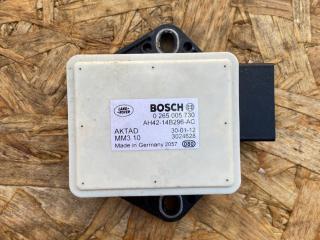 LAND ROVER
BOSCH
0 265 005 730
AH42-14B296-AC
AKTAD 30-01-12
MM3.10 3024628
Made in Germany 2057